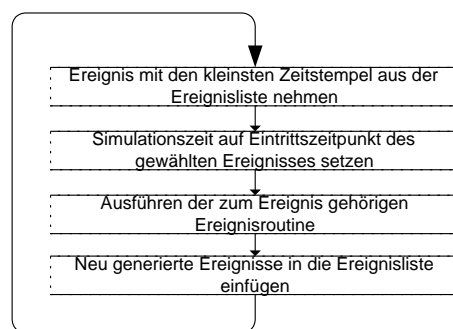 Ereignis mit den kleinsten Zeitstempel aus der
Ereignisliste nehmen
Simulationszeit auf Eintrittszeitpunkt des
gewählten Ereignisses setzen
Ausführen der zum Ereignis gehörigen
Ereignisroutine
Neu generierte Ereignisse in die Ereignisliste
einfügen